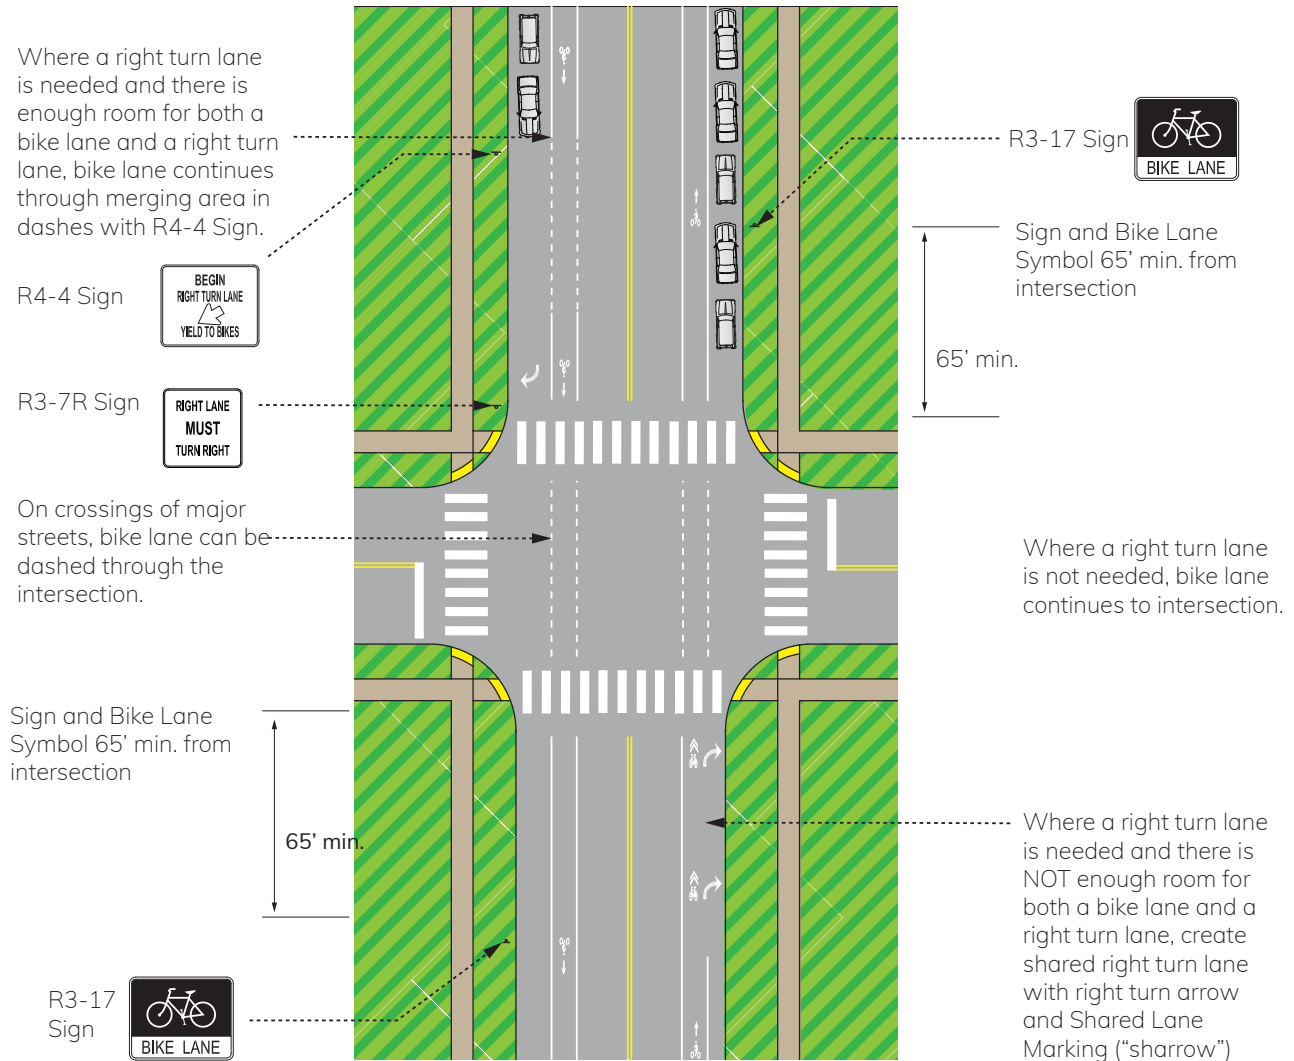 Where a right turn lane
is needed and there is
enough room for both a
bike lane and a right turn
lane, bike lane continues
through merging area in
dashes with R4-4 Sign.
R4-4 Sign
BEGIN
RIGHT TURN LANE
YIELD TO BIKES
R3-7R Sign
RIGHT LANE
MUST
TURN RIGHT
On crossings of major
streets, bike lane can be
dashed through the
intersection.
Sign and Bike Lane
Symbol 65' min. from
intersection
65' min.
R3-17
Sign
BIKE LANE
R3-17 Sign
BIKE LANE
Sign and Bike Lane
Symbol 65' min. from
intersection
65' min.
Where a right turn lane
is not needed, bike lane
continues to intersection.
Where a right turn lane
is needed and there is
NOT enough room for
both a bike lane and a
right turn lane, create
shared right turn lane
with right turn arrow
and Shared Lane
Marking (“sharrow”)